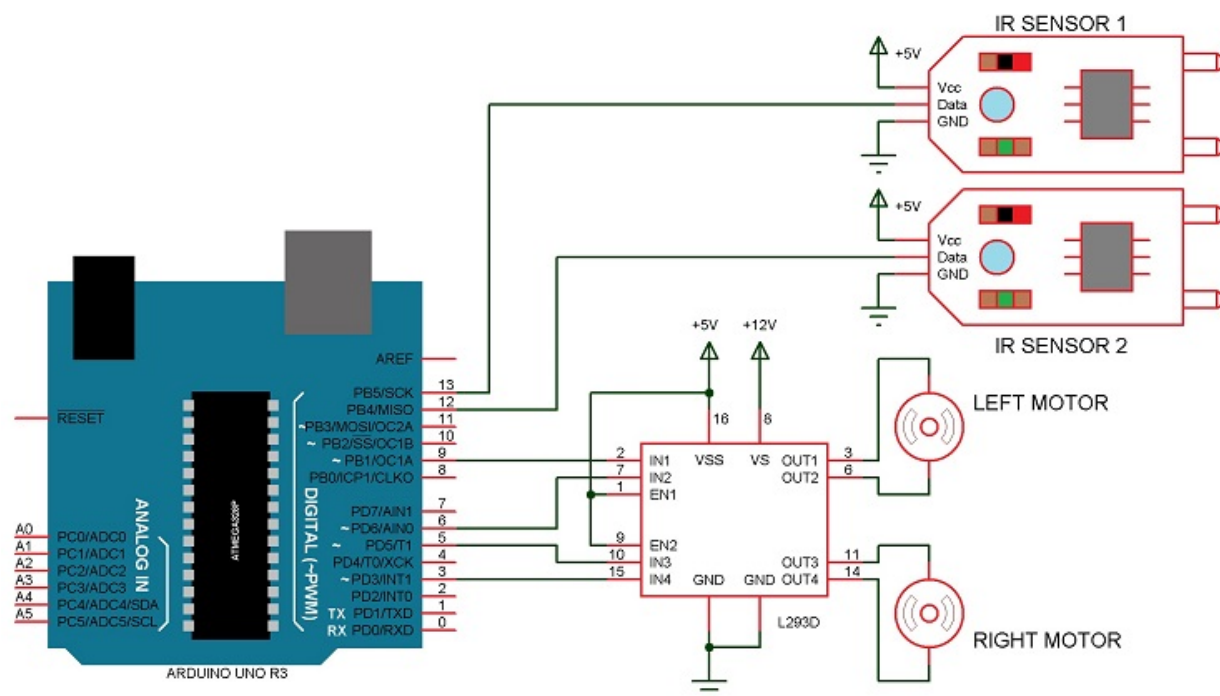 IR SENSOR 1
+5V
Vcc
Data
GND
+5V
Vcc
Data
GND
IR SENSOR 2
RESET
A0 PC0/ADC0
A1 PC1/ADC1
A2 PC2/ADC2
A3 PC3/ADC3
A4 PC4/ADC4/SDA
A5 PC5/ADC5/SCL
ANALOG IN
ATMEGA328P
DIGITAL (~PWM)
AREF
PB5/SCK 13
PB4/MISO 12
~PB3/MOSI/OC2A 11
~ PB2/SS/OC1B 10
~ PB1/OC1A 9
PB0/ICP1/CLKO 8
PD7/AIN1 7
~PD6/AIN0 6
~ PD5/T1 5
PD4/T0/XCK 4
~PD3/INT1 3
PD2/INT0 2
TX PD1/TXD 1
RX PD0/RXD 0
ARDUINO UNO R3
+5V +12V
16 8
VSS VS
2 IN1
7 IN2
1 EN1
9 EN2
10 IN3
15 IN4
OUT1 3
OUT2 6
OUT3 11
OUT4 14
GND GND
L293D
LEFT MOTOR
RIGHT MOTOR